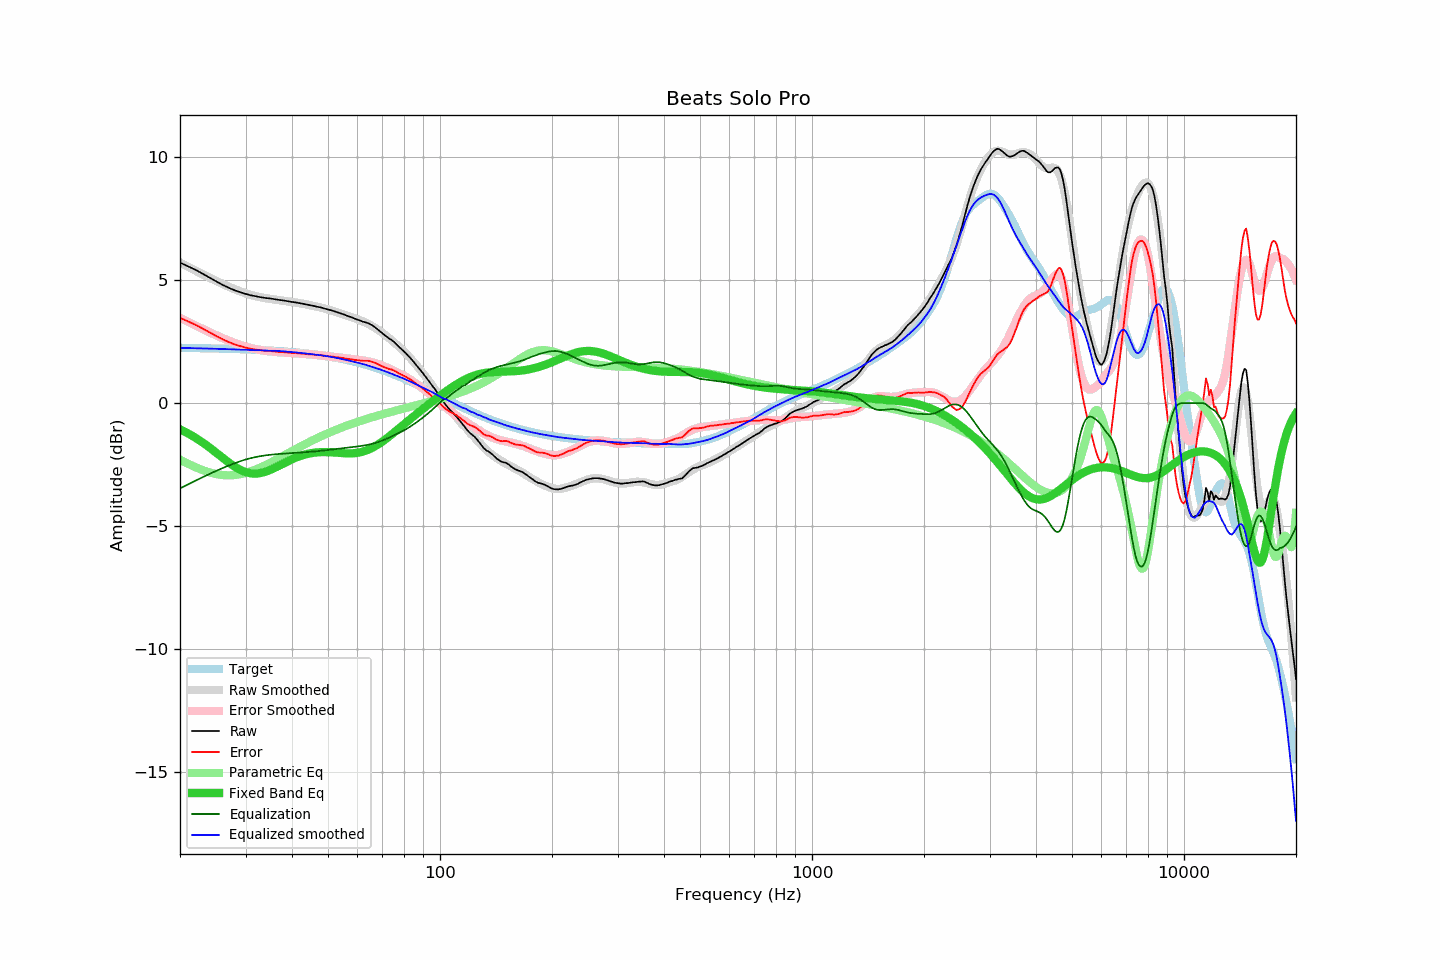 Beats Solo Pro
Amplitude (dBr)
10
5
0
−5
−10
−15
Target
Raw Smoothed
Error Smoothed
Raw
Error
Parametric Eq
Fixed Band Eq
Equalization
Equalized smoothed
100
1000
10000
Frequency (Hz)